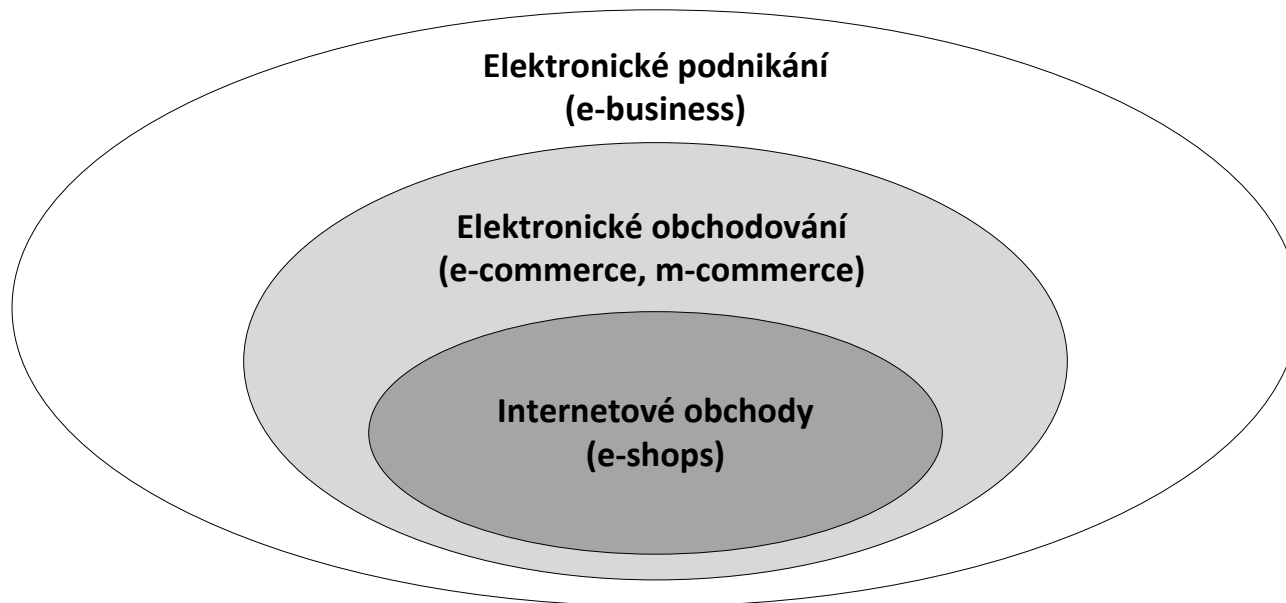 Elektronické podnikání
(e-business)
Elektronické obchodování
(e-commerce, m-commerce)
Internetové obchody
(e-shops)